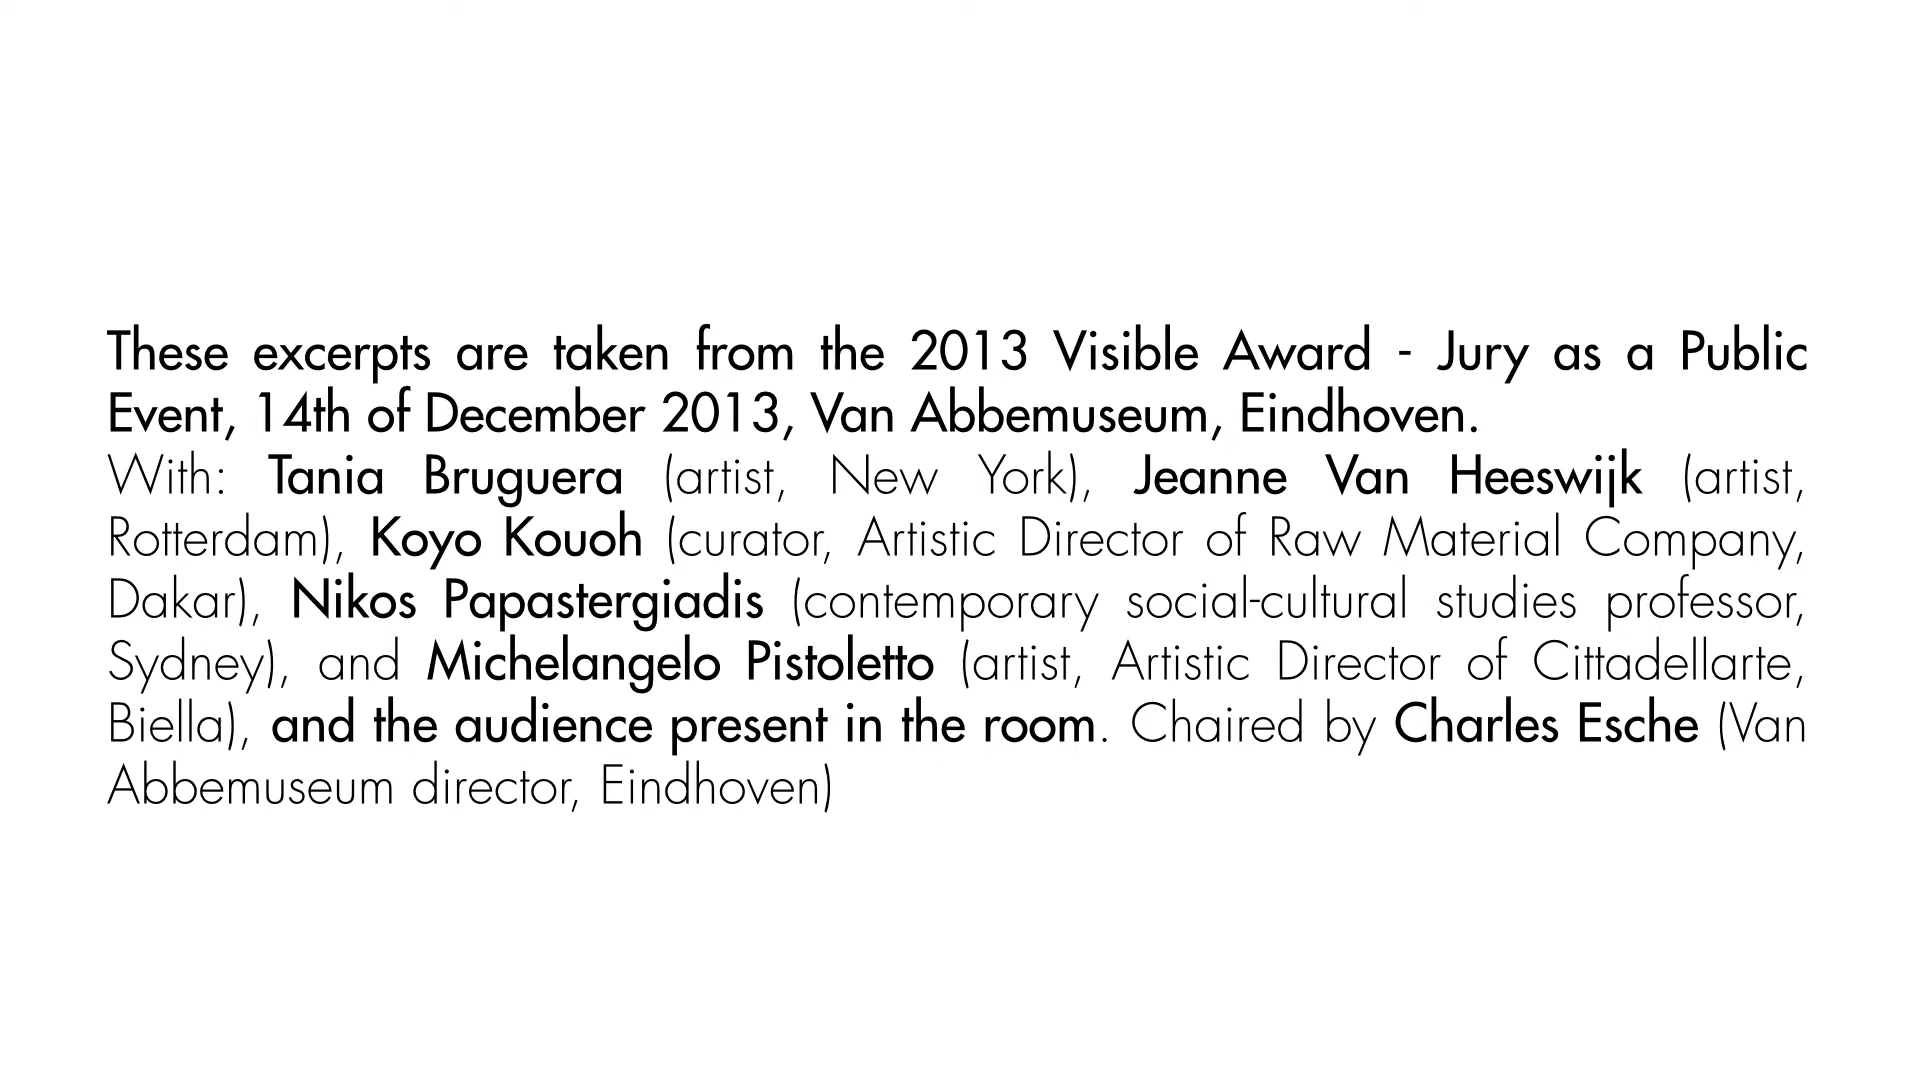 These excerpts are taken from the 2013 Visible Award - Jury as a Public
Event, 14th of December 2013, Van Abbemuseum, Eindhoven.
With: Tania Bruguera (artist, New York), Jeanne Van Heeswijk (artist,
Rotterdam), Koyo Kouoh (curator, Artistic Director of Raw Material Company,
Dakar), Nikos Papastergiadis (contemporary social-cultural studies professor,
Sydney), and Michelangelo Pistoletto (artist, Artistic Director of Cittadellarte,
Biella), and the audience present in the room. Chaired by Charles Esche (Van
Abbemuseum director, Eindhoven)